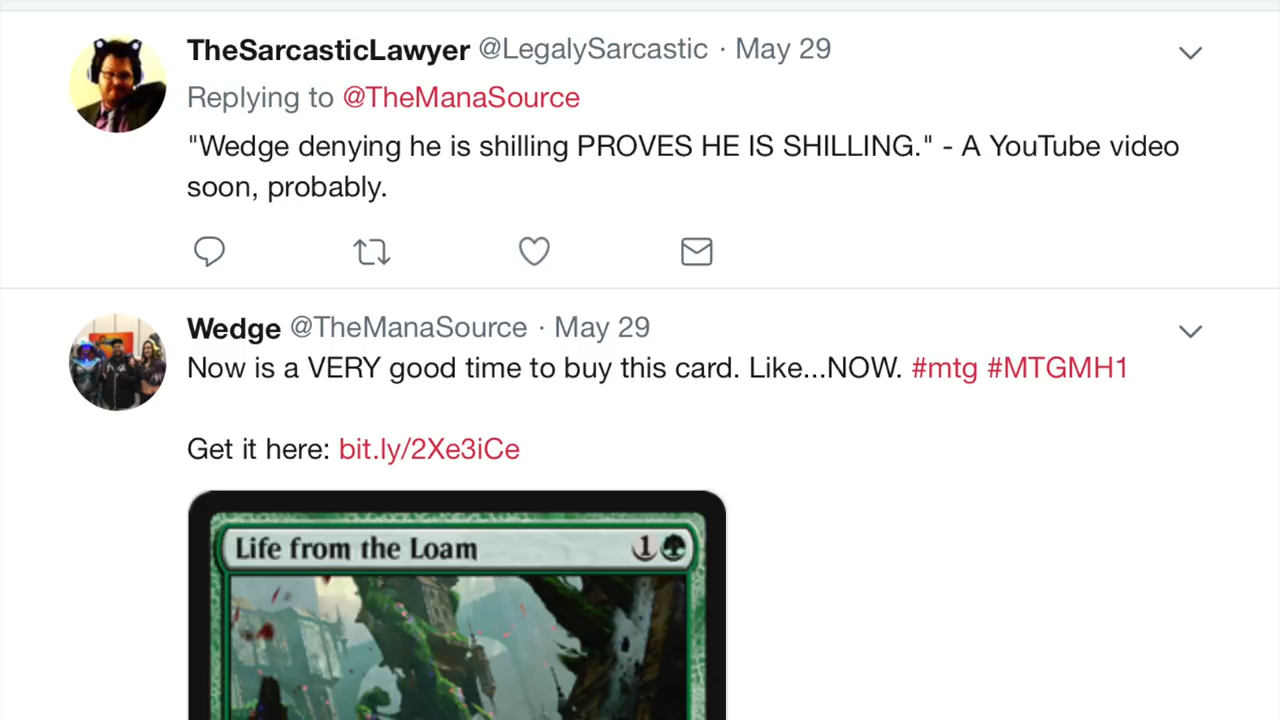 TheSarcasticLawyer @LegalySarcastic · May 29
Replying to @TheManaSource
"Wedge denying he is shilling PROVES HE IS SHILLING." - A YouTube video
soon, probably.
Wedge @TheManaSource · May 29
Now is a VERY good time to buy this card. Like...NOW. #mtg #MTGMH1
Get it here: bit.ly/2Xe3iCe
Life from the Loam 1